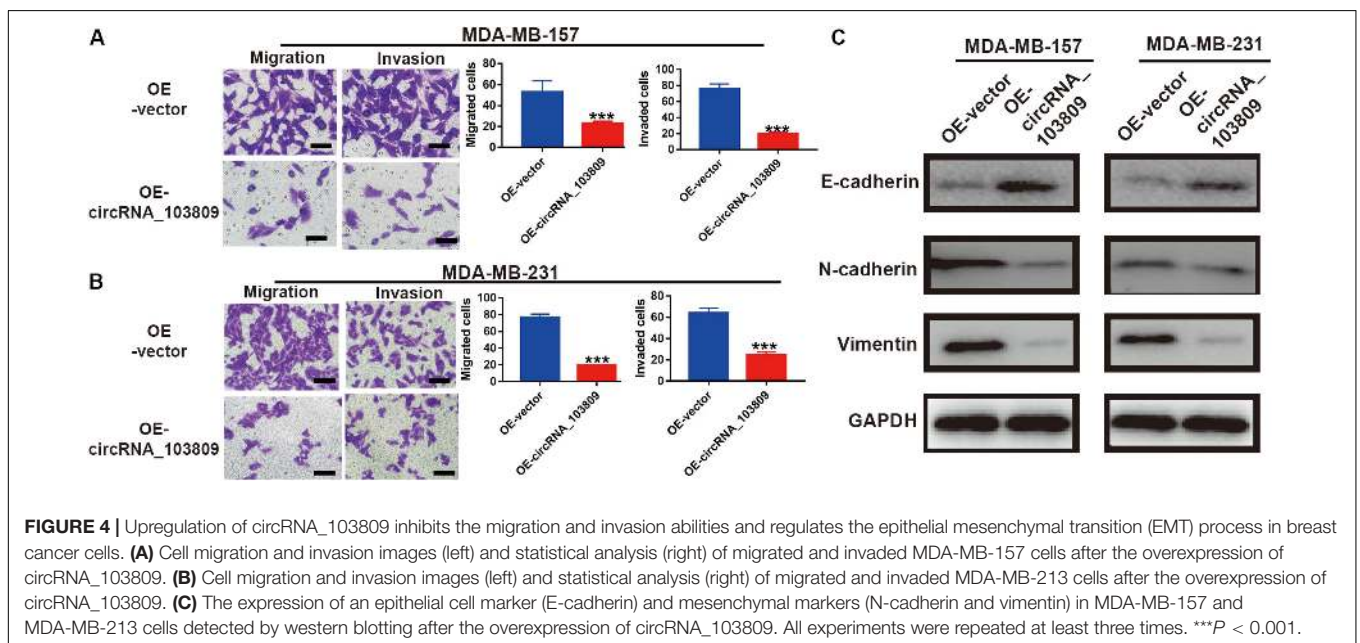 A
MDA-MB-157
Migration
Invasion
OE
-vector
OE-
circRNA_103809
Migrated cells
80
60
40
20
0
***
OE-vector
OE-circRNA_103809
Invaded cells
100
80
60
40
20
0
***
OE-vector
OE-circRNA_103809
B
MDA-MB-231
Migration
Invasion
OE
-vector
OE-
circRNA_103809
Migrated cells
100
80
60
40
20
0
***
OE-vector
OE-circRNA_103809
Invaded cells
80
60
40
20
0
***
OE-vector
OE-circRNA_103809
C
MDA-MB-157
MDA-MB-231
OE-vector
OE-
circRNA_
103809
OE-vector
OE-
circRNA_
103809
E-cadherin
N-cadherin
Vimentin
GAPDH
FIGURE 4 | Upregulation of circRNA_103809 inhibits the migration and invasion abilities and regulates the epithelial mesenchymal transition (EMT) process in breast
cancer cells. (A) Cell migration and invasion images (left) and statistical analysis (right) of migrated and invaded MDA-MB-157 cells after the overexpression of
circRNA_103809. (B) Cell migration and invasion images (left) and statistical analysis (right) of migrated and invaded MDA-MB-213 cells after the overexpression of
circRNA_103809. (C) The expression of an epithelial cell marker (E-cadherin) and mesenchymal markers (N-cadherin and vimentin) in MDA-MB-157 and
MDA-MB-213 cells detected by western blotting after the overexpression of circRNA_103809. All experiments were repeated at least three times. ***P < 0.001.